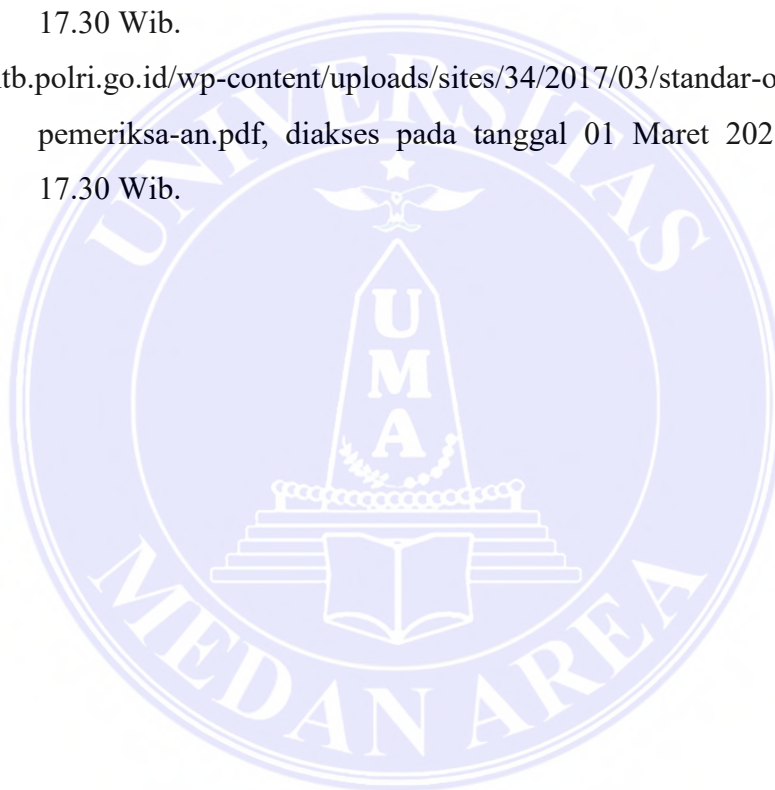 17.30 Wib.
tb.polri.go.id/wp-content/uploads/sites/34/2017/03/standar-o
pemeriksa-an.pdf, diakses pada tanggal 01 Maret 202
17.30 Wib.
UNIVERSITAS
U
M
A
MEDAN AREA